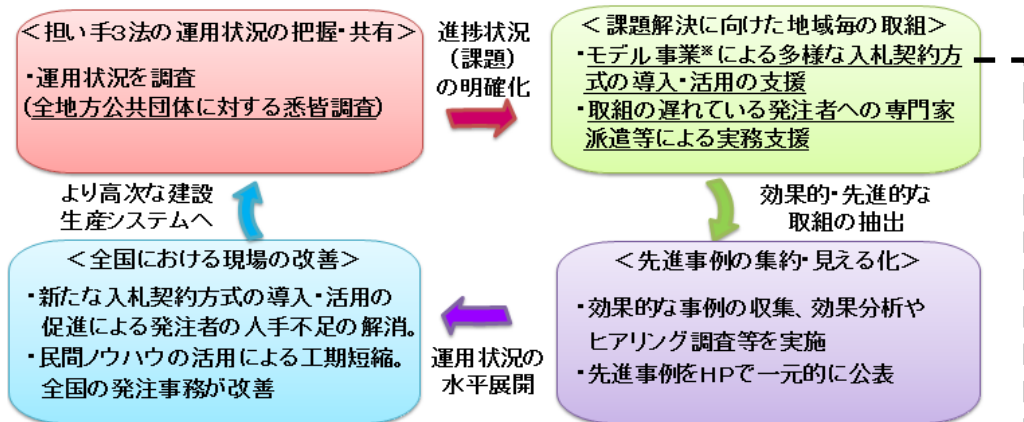 ＜担い手3法の運用状況の把握・共有＞
・運用状況を調査
(全地方公共団体に対する悉皆調査)
進捗状況
(課題)
の明確化
＜課題解決に向けた地域毎の取組＞
・モデル事業※による多様な入札契約方
式の導入・活用の支援
・取組の遅れている発注者への専門家
派遣等による実務支援
効果的・先進的な
取組の抽出
＜先進事例の集約・見える化＞
・効果的な事例の収集、効果分析や
ヒアリング調査等を実施
・先進事例をHPで一元的に公表
運用状況の
水平展開
＜全国における現場の改善＞
・新たな入札契約方式の導入・活用の
促進による発注者の人手不足の解消。
・民間ノウハウの活用による工期短縮。
全国の発注事務が改善
より高次な建設
生産システムへ